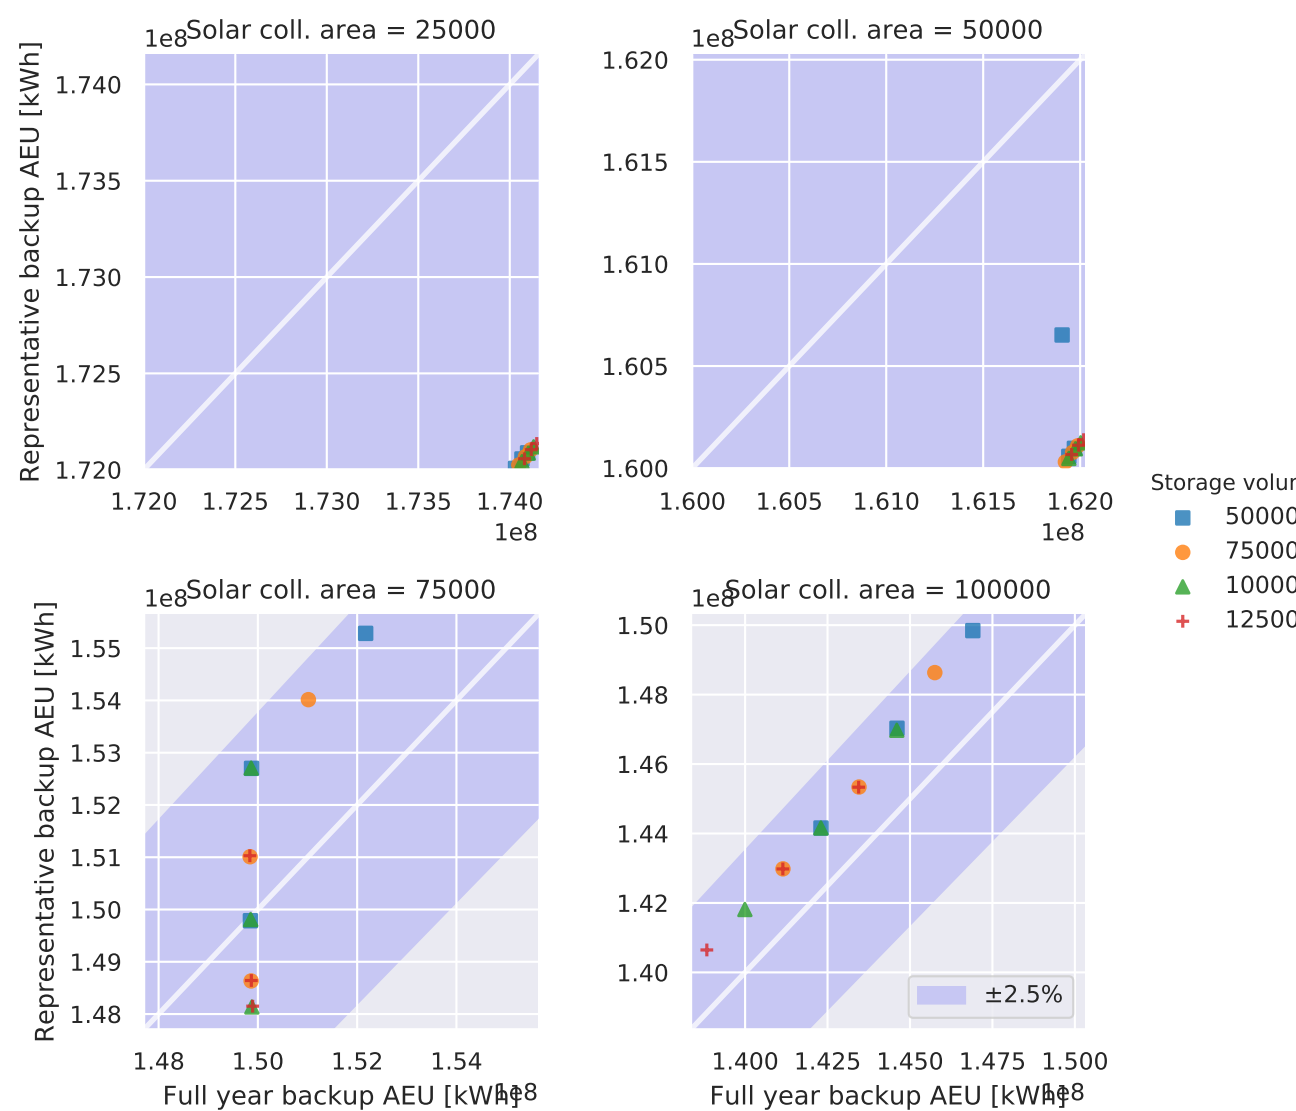 1e8 Solar coll. area = 25000
1e8 Solar coll. area = 50000
Representative backup AEU [kWh]
1.740
1.735
1.730
1.725
1.720
1.720 1.725 1.730 1.735 1.740
1e8
1.620
1.615
1.610
1.605
1.600
1.600 1.605 1.610 1.615 1.620
1e8
Storage volur
50000
75000
10000
12500
1e8 Solar coll. area = 75000
1e8 Solar coll. area = 100000
Representative backup AEU [kWh]
1.55
1.54
1.53
1.52
1.51
1.50
1.49
1.48
1.48 1.50 1.52 1.54
Full year backup AEU [kWh]
1e8
1.50
1.48
1.46
1.44
1.42
1.40
±2.5%
1.400 1.425 1.450 1.475 1.500
Full year backup AEU [kWh]
1e8